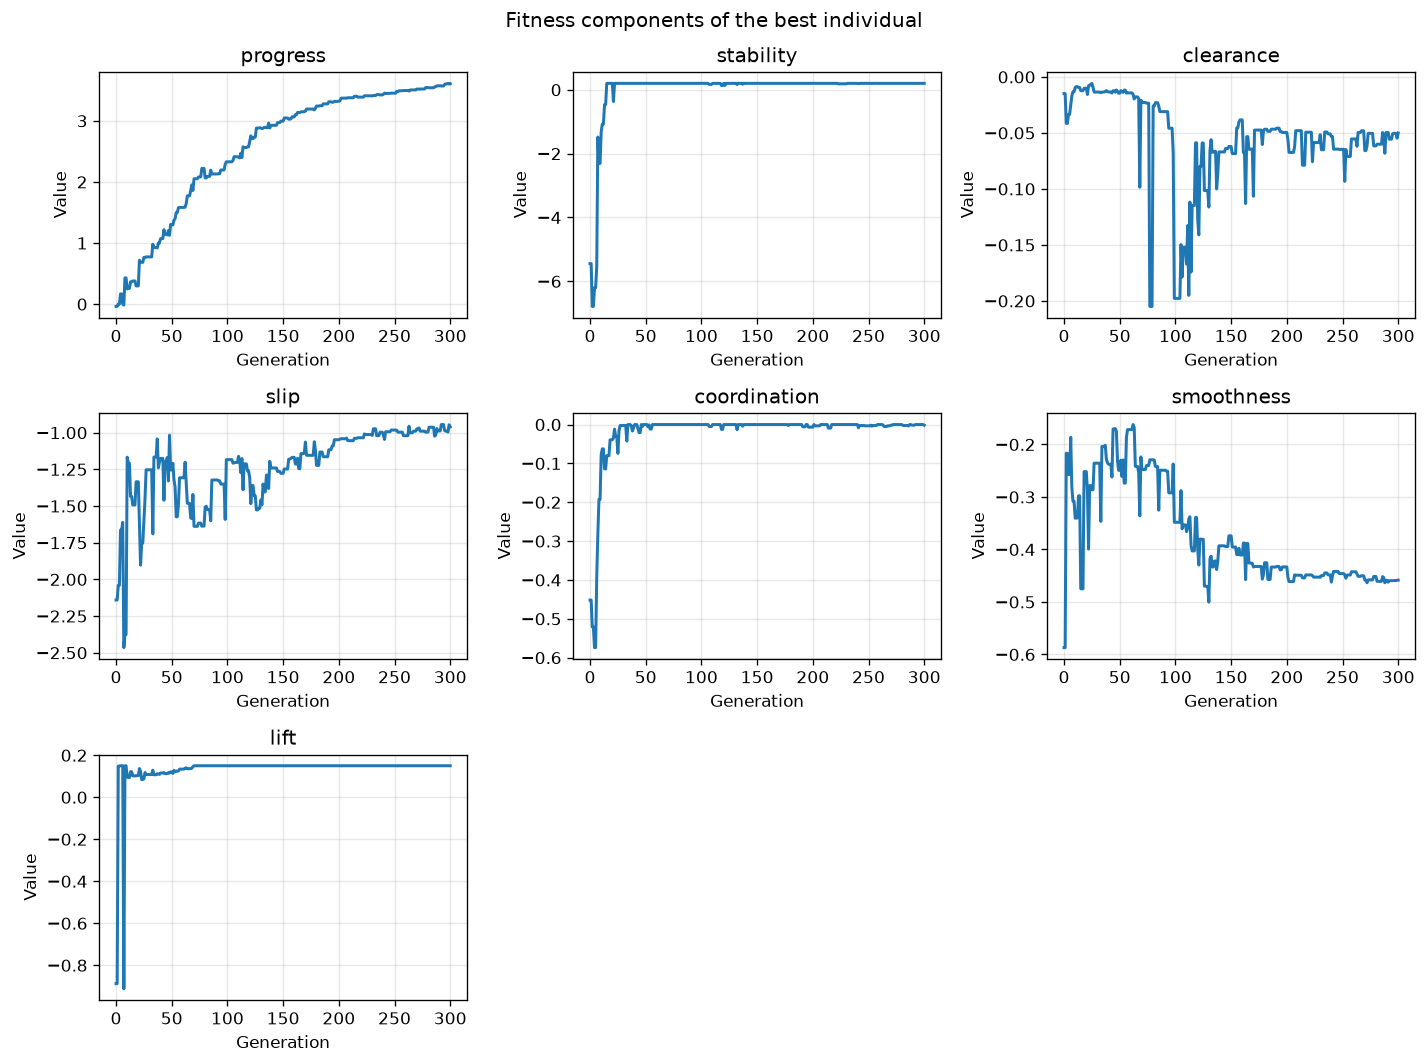 Fitness components of the best individual
progress
stability
clearance
3
2
1
0
0
−2
−4
−6
0.00
−0.05
−0.10
−0.15
−0.20
Value
Value
Value
0 50 100 150 200 250 300
0 50 100 150 200 250 300
0 50 100 150 200 250 300
Generation
Generation
Generation
slip
coordination
smoothness
−1.00
−1.25
−1.50
−1.75
−2.00
−2.25
−2.50
0.0
−0.1
−0.2
−0.3
−0.4
−0.5
−0.6
−0.2
−0.3
−0.4
−0.5
−0.6
Value
Value
Value
0 50 100 150 200 250 300
0 50 100 150 200 250 300
0 50 100 150 200 250 300
Generation
Generation
Generation
lift
0.2
0.0
−0.2
−0.4
−0.6
−0.8
Value
0 50 100 150 200 250 300
Generation